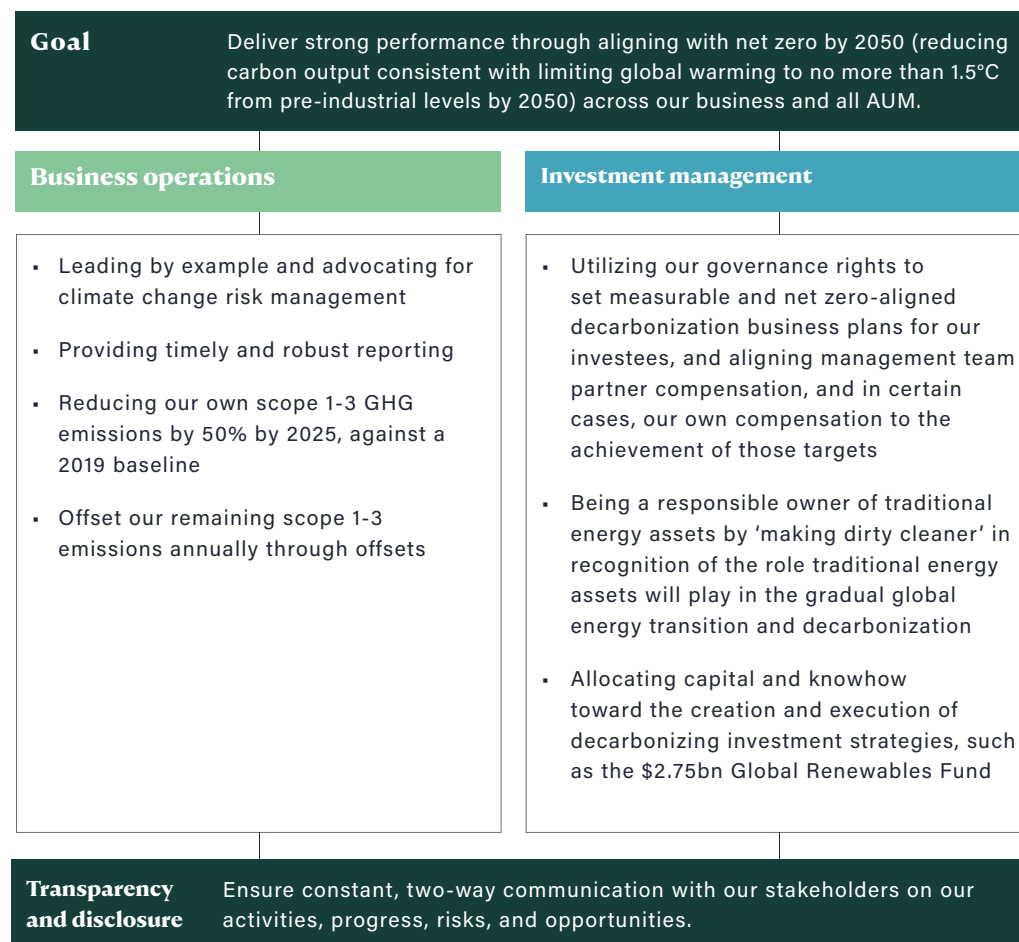 Goal
Deliver strong performance through aligning with net zero by 2050 (reducing
carbon output consistent with limiting global warming to no more than 1.5°C
from pre-industrial levels by 2050) across our business and all AUM.
Business operations
▪ Leading by example and advocating for
climate change risk management
▪ Providing timely and robust reporting
▪ Reducing our own scope 1-3 GHG
emissions by 50% by 2025, against a
2019 baseline
▪ Offset our remaining scope 1-3
emissions annually through offsets
Investment management
▪ Utilizing our governance rights to
set measurable and net zero-aligned
decarbonization business plans for our
investees, and aligning management team
partner compensation, and in certain
cases, our own compensation to the
achievement of those targets
▪ Being a responsible owner of traditional
energy assets by ‘making dirty cleaner’ in
recognition of the role traditional energy
assets will play in the gradual global
energy transition and decarbonization
▪ Allocating capital and knowhow
toward the creation and execution of
decarbonizing investment strategies, such
as the $2.75bn Global Renewables Fund
Transparency
and disclosure
Ensure constant, two-way communication with our stakeholders on our
activities, progress, risks, and opportunities.